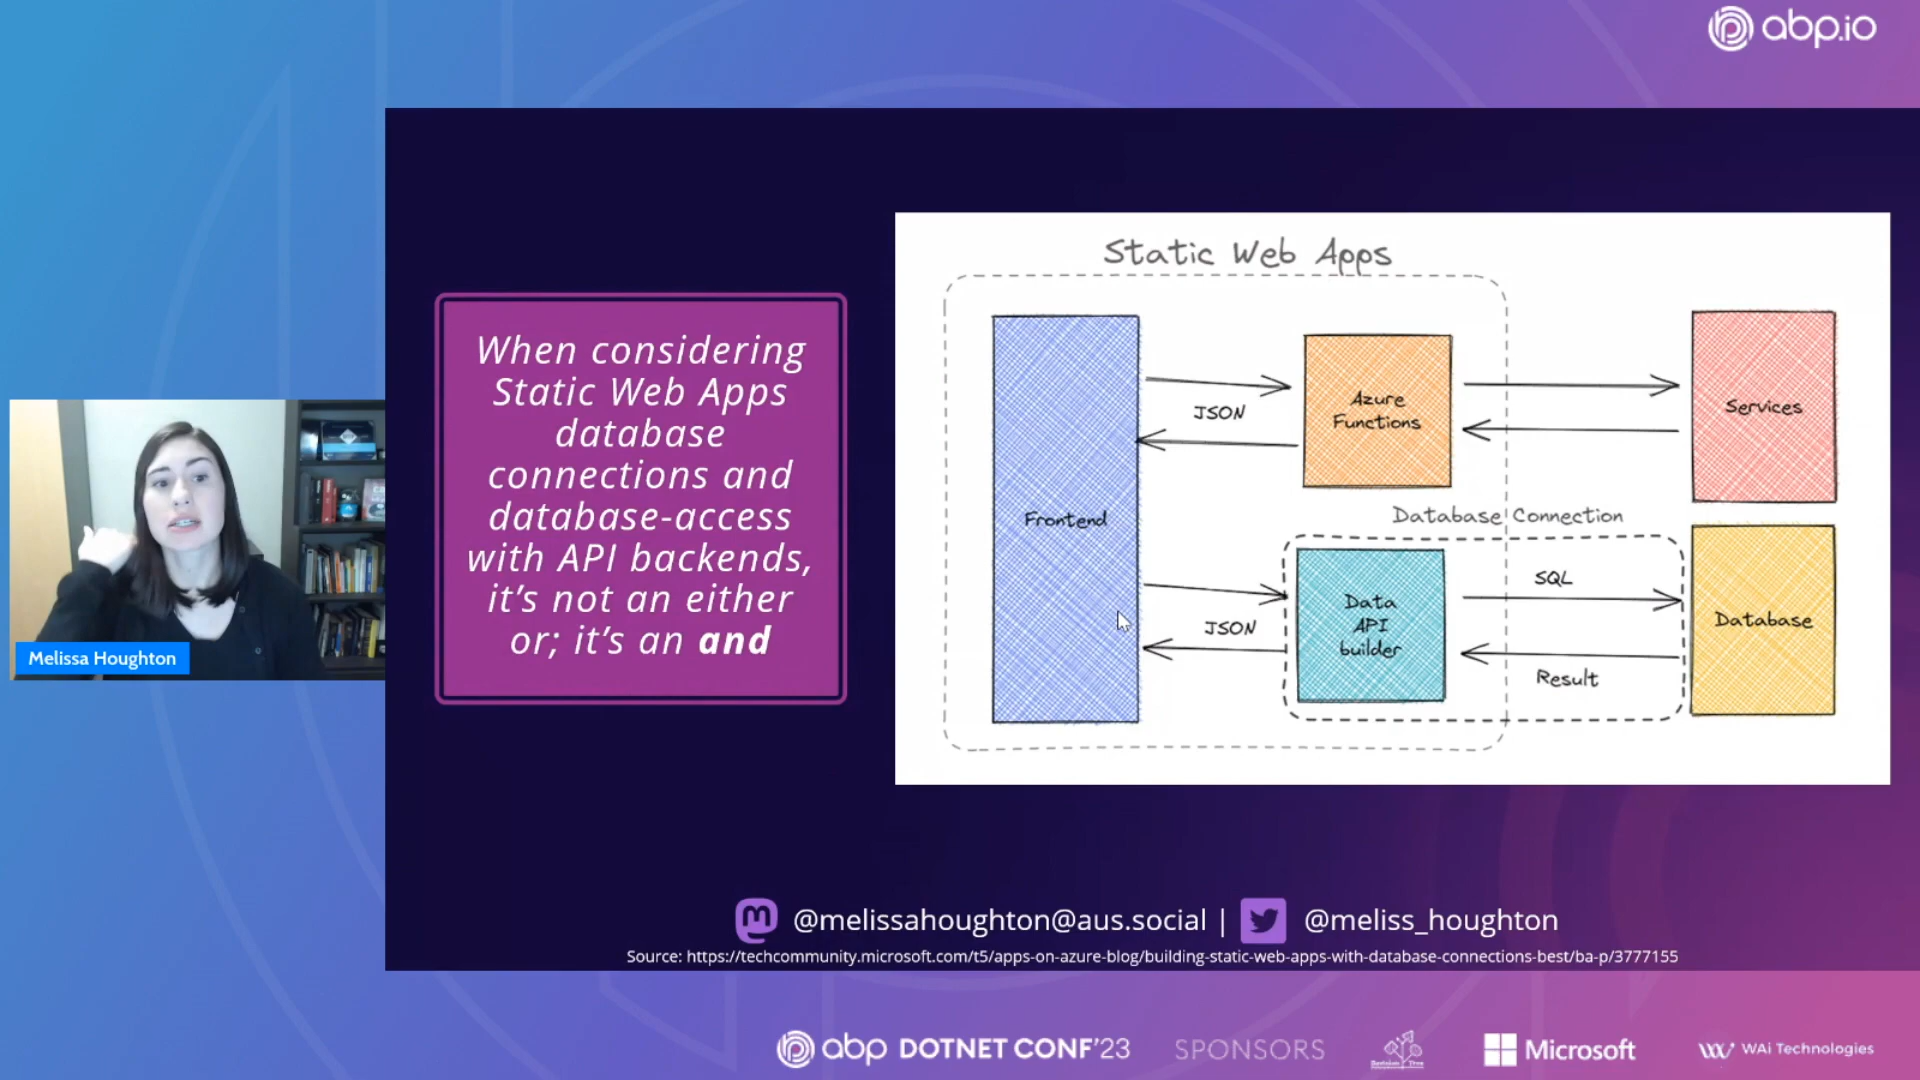 abp.io
When considering
Static Web Apps
database
connections and
database-access
with API backends,
it's not an either
or; it's an and
Static Web Apps
Frontend
JSON
Azure
Functions
Services
Database Connection
JSON
Data
API
builder
SQL
Result
Database
Melissa Houghton
@melissahoughton@aus.social | @meliss_houghton
Source: https://techcommunity.microsoft.com/t5/apps-on-azure-blog/building-static-web-apps-with-database-connections-best/ba-p/3777155
abp DOTNET CONF'23
SPONSORS
Microsoft
WAi Technologies